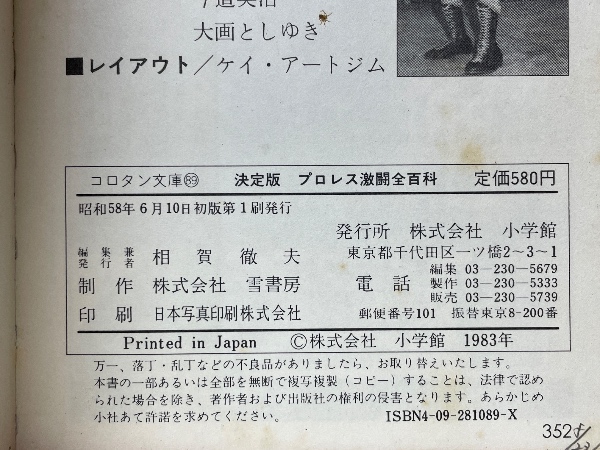 大画としゆき
■レイアウト／ケイ・アートジム
コロタン文庫89 決定版 プロレス激闘全百科 定価580円
昭和58年6月10日初版第1刷発行
発行所 株式会社 小学館
編集兼発行者 相賀徹夫
東京都千代田区一ツ橋2〜3〜1
制作 株式会社 雪書房
電話 編集 03—230—5679
製作 03—230—5333
販売 03—230—5739
印刷 日本写真印刷株式会社
郵便番号101 振替東京8-200番
Printed in Japan ©株式会社 小学館 1983年
万一、落丁・乱丁などの不良品がありましたら、お取り替えいたします。
本書の一部あるいは全部を無断で複写複製（コピー）することは、法律で認め
られた場合を除き、著作者および出版社の権利の侵害となります。あらかじめ
小社あて許諾を求めてください。 ISBN4-09-281089-X
352